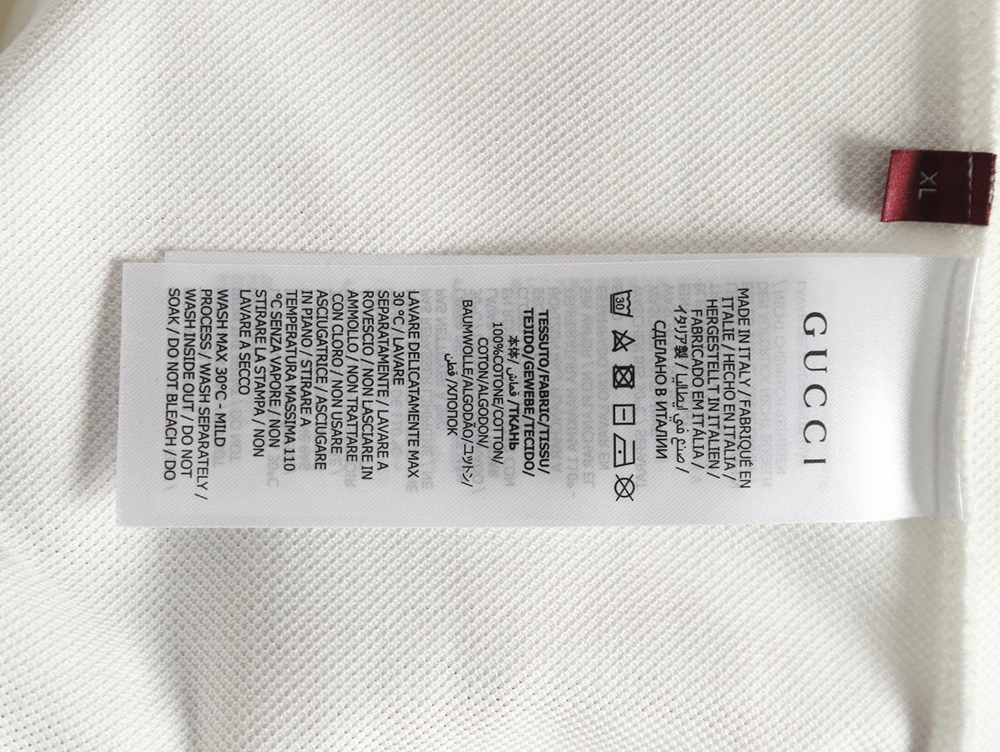 XL
GUCCI
MADE IN ITALY / FABRIQUÉ EN
ITALIE / HECHO EN ITALIA /
HERGESTELLT IN ITALIEN /
FABRICADO EM ITÁLIA /
イタリア製 / صنع في إيطاليا /
СДЕЛАНО В ИТАЛИИ
30
TESSUTO/FABRIC/TISSU/
TEJIDO/GEWEBE/TECIDO/
本体/ قماش /ТКАНЬ
100%COTONE/COTTON/
COTON/ALGODON/
BAUMWOLLE/ALGODÃO/コットン/
قطن /ХЛОПОК
LAVARE DELICATAMENTE MAX
30 °C / LAVARE
SEPARATAMENTE / LAVARE A
ROVESCIO / NON LASCIARE IN
AMMOLLO / NON TRATTARE
CON CLORO / NON USARE
ASCIUGATRICE / ASCIUGARE
IN PIANO / STIRARE A
TEMPERATURA MASSIMA 110
°C SENZA VAPORE / NON
STIRARE LA STAMPA / NON
LAVARE A SECCO
WASH MAX 30°C - MILD
PROCESS / WASH SEPARATELY /
WASH INSIDE OUT / DO NOT
SOAK / DO NOT BLEACH / DO